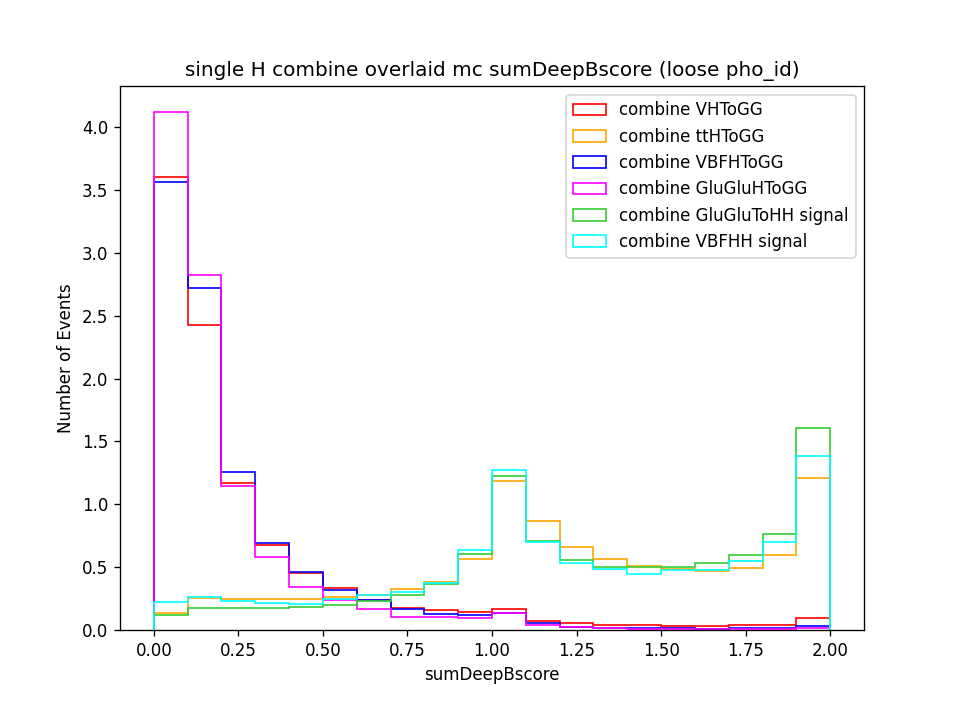 single H combine overlaid mc sumDeepBscore (loose pho_id)
combine VHToGG
combine ttHToGG
combine VBFHToGG
combine GluGluHToGG
combine GluGluToHH signal
combine VBFHH signal
Number of Events
4.0
3.5
3.0
2.5
2.0
1.5
1.0
0.5
0.0
0.00 0.25 0.50 0.75 1.00 1.25 1.50 1.75 2.00
sumDeepBscore